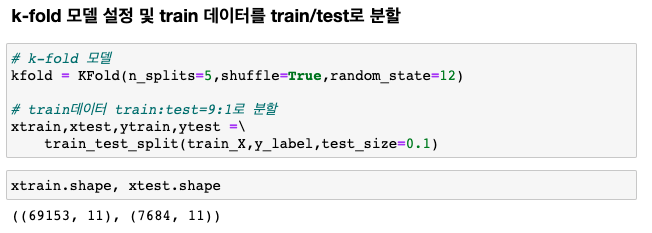 k-fold 모델 설정 및 train 데이터를 train/test로 분할
# k-fold 모델
kfold = KFold(n_splits=5,shuffle=True,random_state=12)
# train데이터 train:test=9:1로 분할
xtrain,xtest,ytrain,ytest =\
train_test_split(train_X,y_label,test_size=0.1)
xtrain.shape, xtest.shape
((69153, 11), (7684, 11))